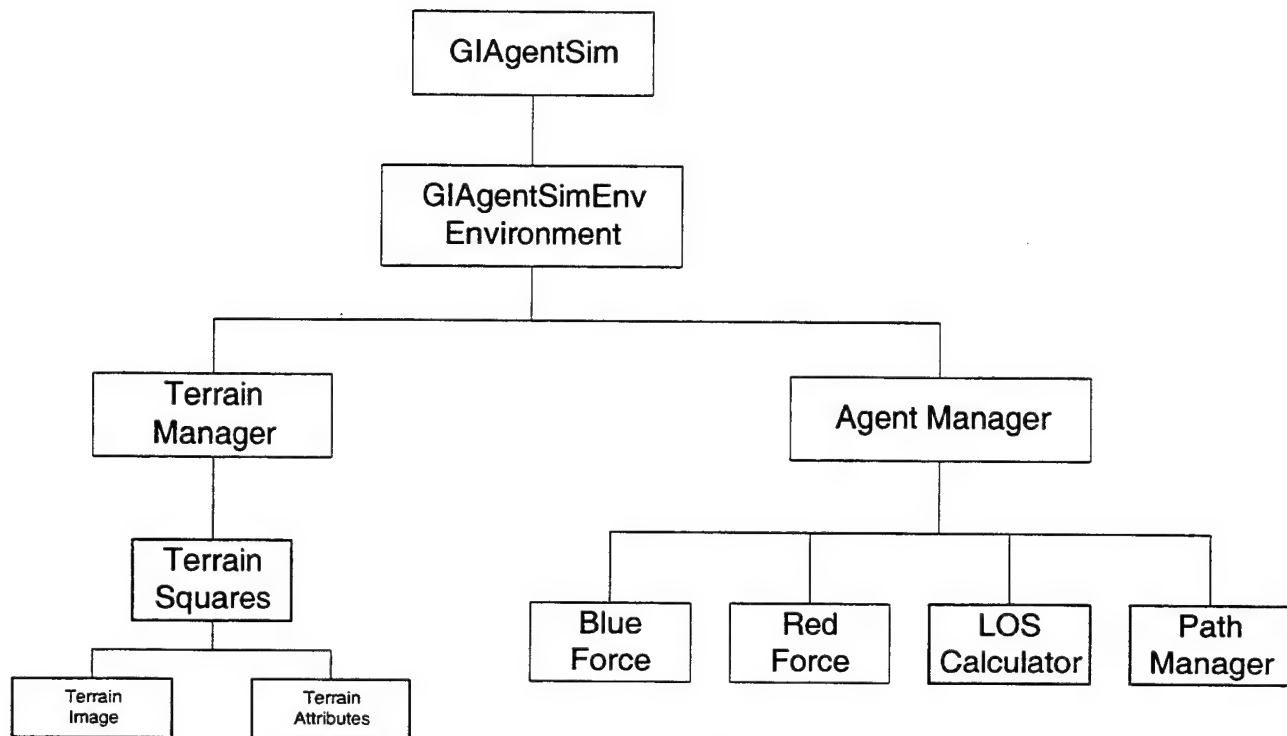 GIAgentSim
GIAgentSimEnv
Environment
Terrain
Manager
Agent Manager
Terrain
Squares
Blue
Force
Red
Force
LOS
Calculator
Path
Manager
Terrain
Image
Terrain
Attributes